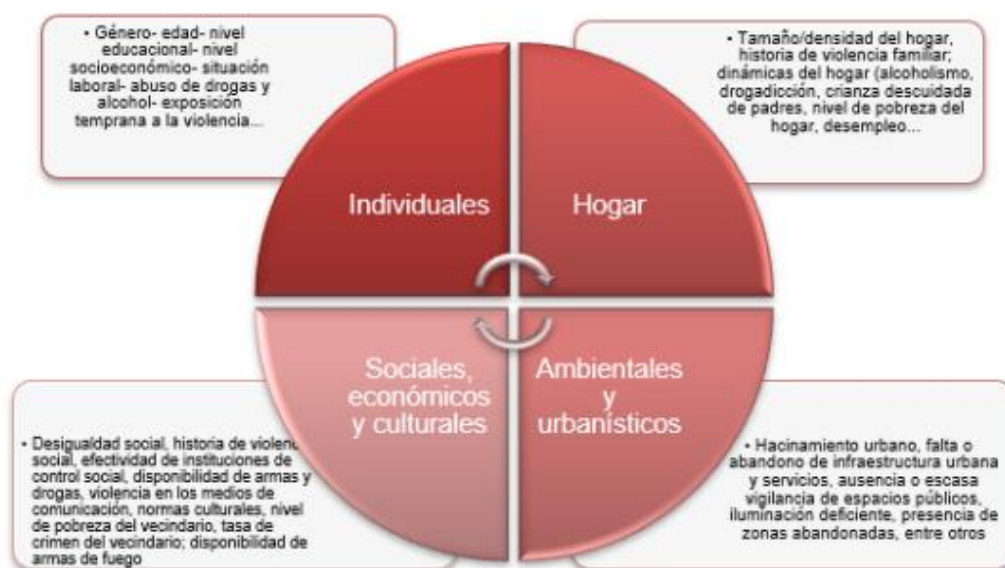 • Género- edad- nivel
educacional- nivel
socioeconómico- situación
laboral- abuso de drogas y
alcohol- exposición
temprana a la violencia...
• Tamaño/densidad del hogar,
historia de violencia familiar;
dinámicas del hogar (alcoholismo,
drogadicción, crianza descuidada
de padres, nivel de pobreza del
hogar, desempleo...
Individuales
Hogar
Sociales,
económicos
y culturales
Ambientales
y
urbanísticos
• Desigualdad social, historia de violenc
social, efectividad de instituciones de
control social, disponibilidad de armas y
drogas, violencia en los medios de
comunicación, normas culturales, nivel
de pobreza del vecindario, tasa de
crimen del vecindario; disponibilidad de
armas de fuego
• Hacinamiento urbano, falta o
abandono de infraestructura urbana
y servicios, ausencia o escasa
vigilancia de espacios públicos,
iluminación deficiente, presencia de
zonas abandonadas, entre otros